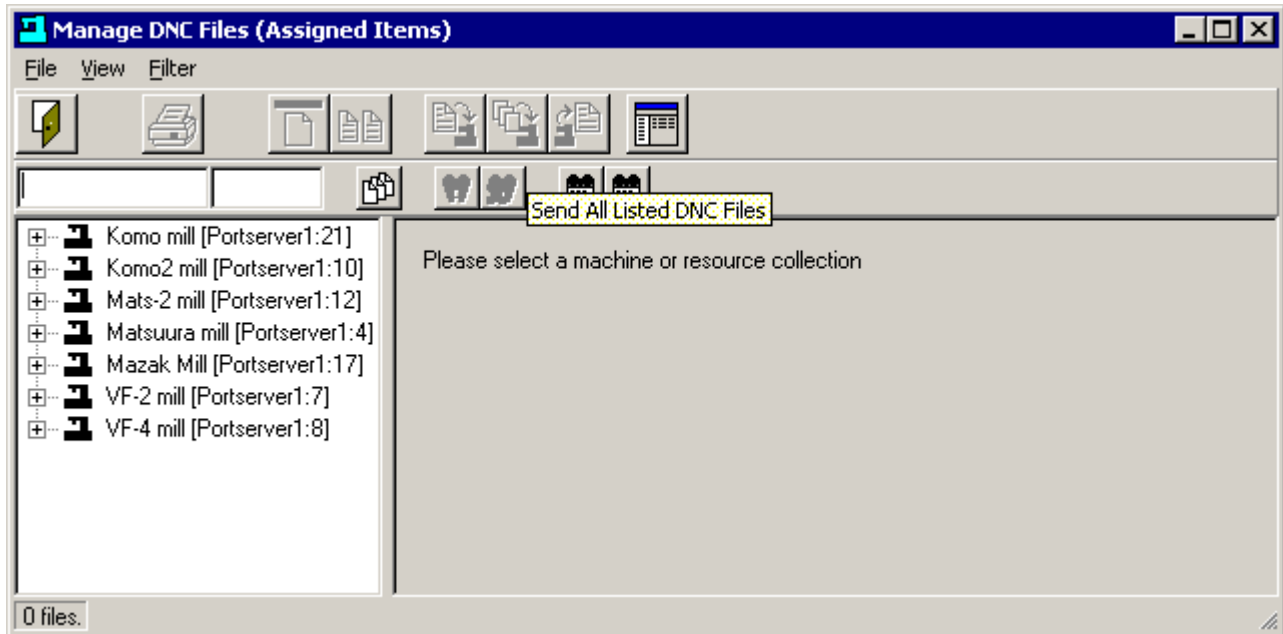 Manage DNC Files (Assigned Items)
File View Filter
Send All Listed DNC Files
Komo mill [Portserver1:21]
Komo2 mill [Portserver1:10]
Mats-2 mill [Portserver1:12]
Matsuura mill [Portserver1:4]
Mazak Mill [Portserver1:17]
VF-2 mill [Portserver1:7]
VF-4 mill [Portserver1:8]
Please select a machine or resource collection
0 files.